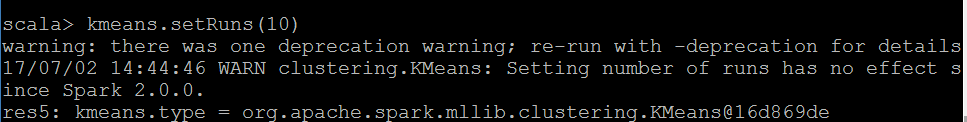 scala> kmeans.setRuns(10)
warning: there was one deprecation warning; re-run with -deprecation for details
17/07/02 14:44:46 WARN clustering.KMeans: Setting number of runs has no effect s
ince Spark 2.0.0.
res5: kmeans.type = org.apache.spark.mllib.clustering.KMeans@16d869de